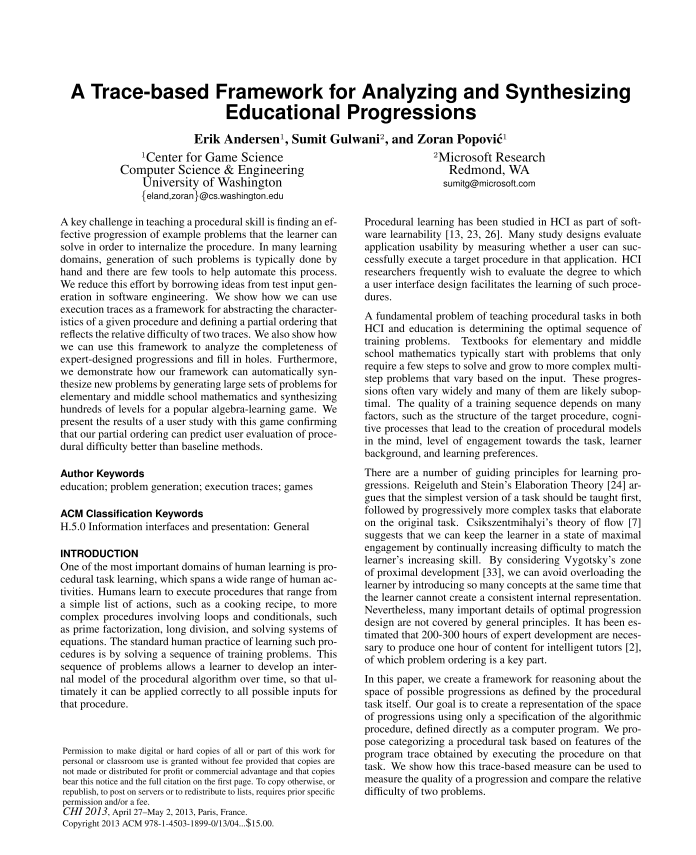 A Trace-based Framework for Analyzing and Synthesizing
Educational Progressions
Erik Andersen¹, Sumit Gulwani², and Zoran Popović¹
¹Center for Game Science
Computer Science & Engineering
University of Washington
{eland,zoran}@cs.washington.edu
²Microsoft Research
Redmond, WA
sumitg@microsoft.com
A key challenge in teaching a procedural skill is finding an ef-
fective progression of example problems that the learner can
solve in order to internalize the procedure. In many learning
domains, generation of such problems is typically done by
hand and there are few tools to help automate this process.
We reduce this effort by borrowing ideas from test input gen-
eration in software engineering. We show how we can use
execution traces as a framework for abstracting the character-
istics of a given procedure and defining a partial ordering that
reflects the relative difficulty of two traces. We also show how
we can use this framework to analyze the completeness of
expert-designed progressions and fill in holes. Furthermore,
we demonstrate how our framework can automatically syn-
thesize new problems by generating large sets of problems for
elementary and middle school mathematics and synthesizing
hundreds of levels for a popular algebra-learning game. We
present the results of a user study with this game confirming
that our partial ordering can predict user evaluation of proce-
dural difficulty better than baseline methods.
Author Keywords
education; problem generation; execution traces; games
ACM Classification Keywords
H.5.0 Information interfaces and presentation: General
INTRODUCTION
One of the most important domains of human learning is pro-
cedural task learning, which spans a wide range of human ac-
tivities. Humans learn to execute procedures that range from
a simple list of actions, such as a cooking recipe, to more
complex procedures involving loops and conditionals, such
as prime factorization, long division, and solving systems of
equations. The standard human practice of learning such pro-
cedures is by solving a sequence of training problems. This
sequence of problems allows a learner to develop an inter-
nal model of the procedural algorithm over time, so that ul-
timately it can be applied correctly to all possible inputs for
that procedure.
Permission to make digital or hard copies of all or part of this work for
personal or classroom use is granted without fee provided that copies are
not made or distributed for profit or commercial advantage and that copies
bear this notice and the full citation on the first page. To copy otherwise, or
republish, to post on servers or to redistribute to lists, requires prior specific
permission and/or a fee.
CHI 2013, April 27–May 2, 2013, Paris, France.
Copyright 2013 ACM 978-1-4503-1899-0/13/04...$15.00.
Procedural learning has been studied in HCI as part of soft-
ware learnability [13, 23, 26]. Many study designs evaluate
application usability by measuring whether a user can suc-
cessfully execute a target procedure in that application. HCI
researchers frequently wish to evaluate the degree to which
a user interface design facilitates the learning of such proce-
dures.
A fundamental problem of teaching procedural tasks in both
HCI and education is determining the optimal sequence of
training problems. Textbooks for elementary and middle
school mathematics typically start with problems that only
require a few steps to solve and grow to more complex multi-
step problems that vary based on the input. These progres-
sions often vary widely and many of them are likely subop-
timal. The quality of a training sequence depends on many
factors, such as the structure of the target procedure, cogni-
tive processes that lead to the creation of procedural models
in the mind, level of engagement towards the task, learner
background, and learning preferences.
There are a number of guiding principles for learning pro-
gressions. Reigeluth and Stein's Elaboration Theory [24] ar-
gues that the simplest version of a task should be taught first,
followed by progressively more complex tasks that elaborate
on the original task. Csikszentmihalyi's theory of flow [7]
suggests that we can keep the learner in a state of maximal
engagement by continually increasing difficulty to match the
learner's increasing skill. By considering Vygotsky's zone
of proximal development [33], we can avoid overloading the
learner by introducing so many concepts at the same time that
the learner cannot create a consistent internal representation.
Nevertheless, many important details of optimal progression
design are not covered by general principles. It has been es-
timated that 200-300 hours of expert development are neces-
sary to produce one hour of content for intelligent tutors [2],
of which problem ordering is a key part.
In this paper, we create a framework for reasoning about the
space of possible progressions as defined by the procedural
task itself. Our goal is to create a representation of the space
of progressions using only a specification of the algorithmic
procedure, defined directly as a computer program. We pro-
pose categorizing a procedural task based on features of the
program trace obtained by executing the procedure on that
task. We show how this trace-based measure can be used to
measure the quality of a progression and compare the relative
difficulty of two problems.